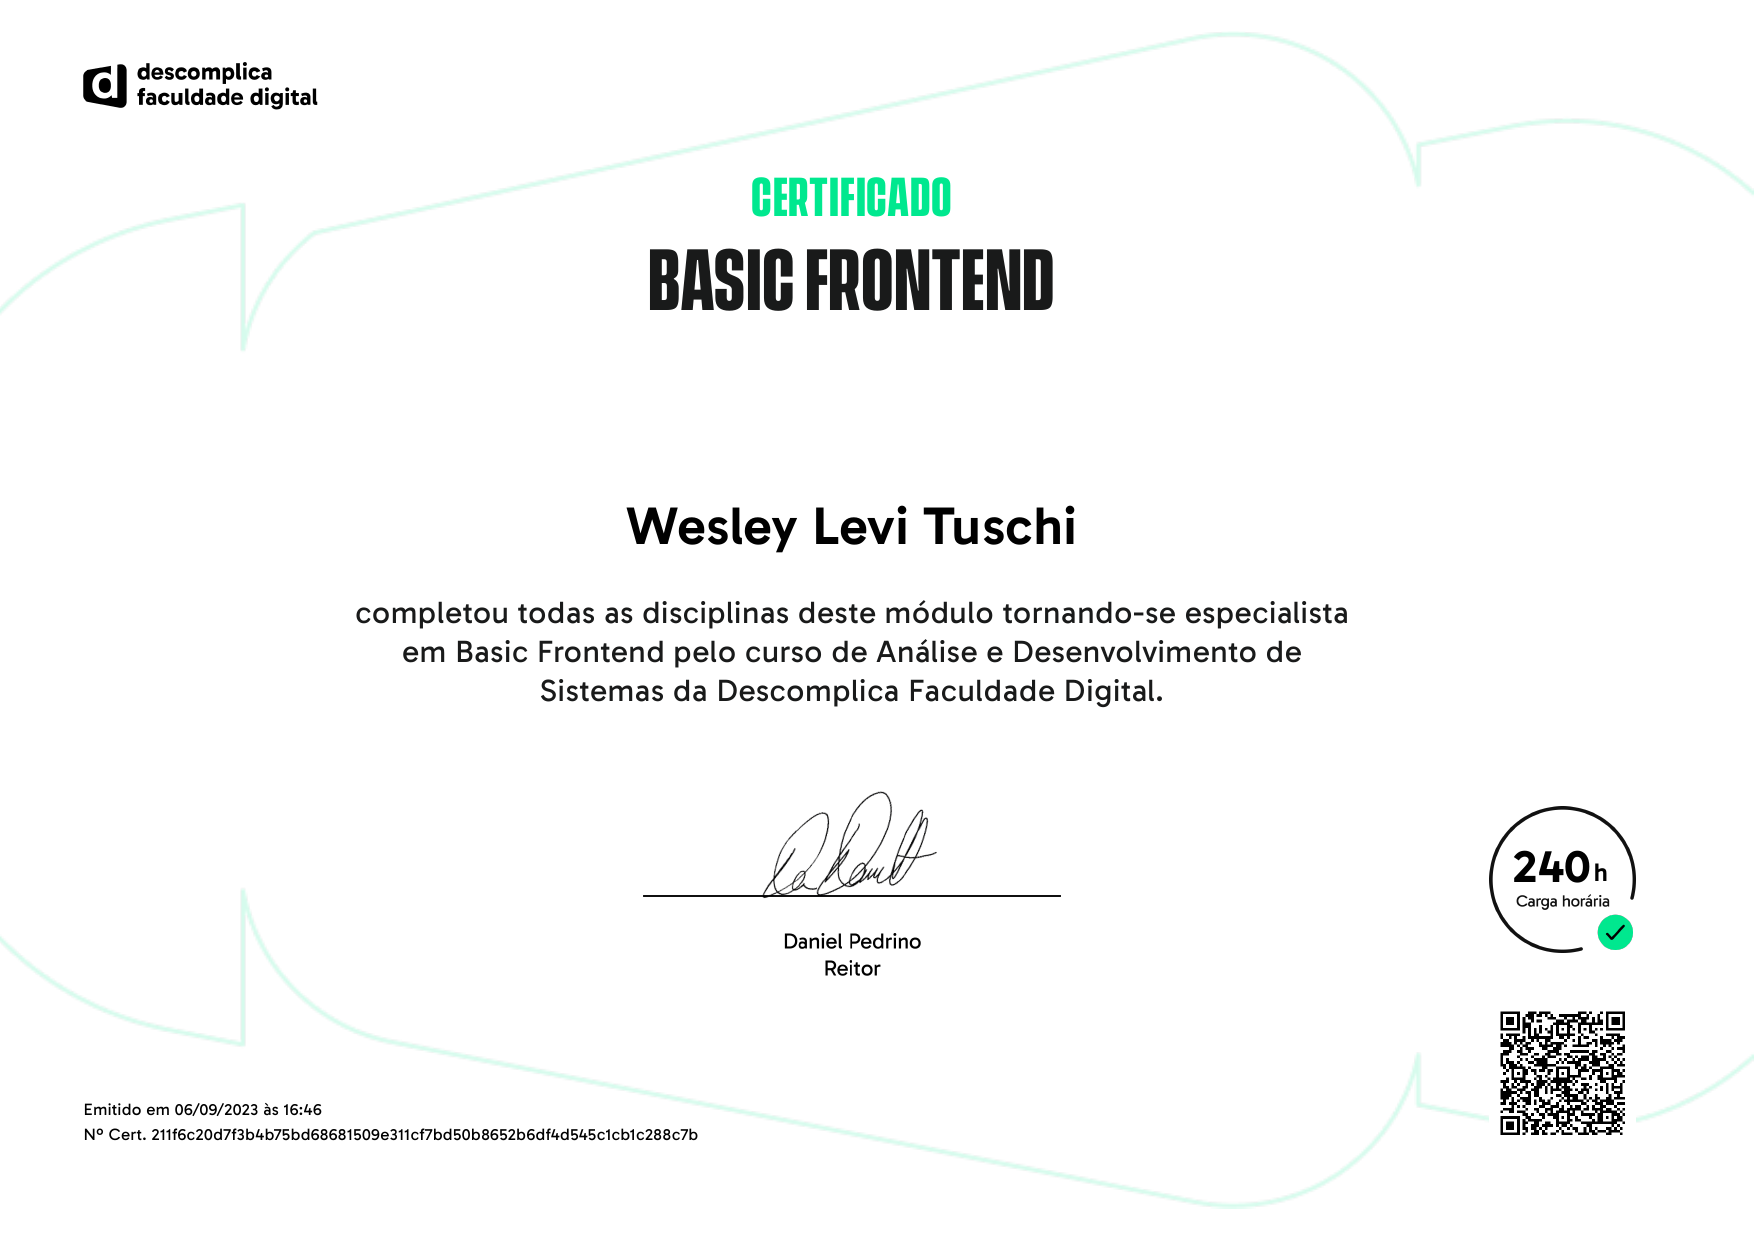 descomplica
faculdade digital
CERTIFICADO
BASIC FRONTEND
Wesley Levi Tuschi
completou todas as disciplinas deste módulo tornando-se especialista
em Basic Frontend pelo curso de Análise e Desenvolvimento de
Sistemas da Descomplica Faculdade Digital.
240h
Carga horária
Daniel Pedrino
Reitor
Emitido em 06/09/2023 às 16:46
Nº Cert. 211f6c20d7f3b4b75bd68681509e311cf7bd50b8652b6df4d545c1cb1c288c7b